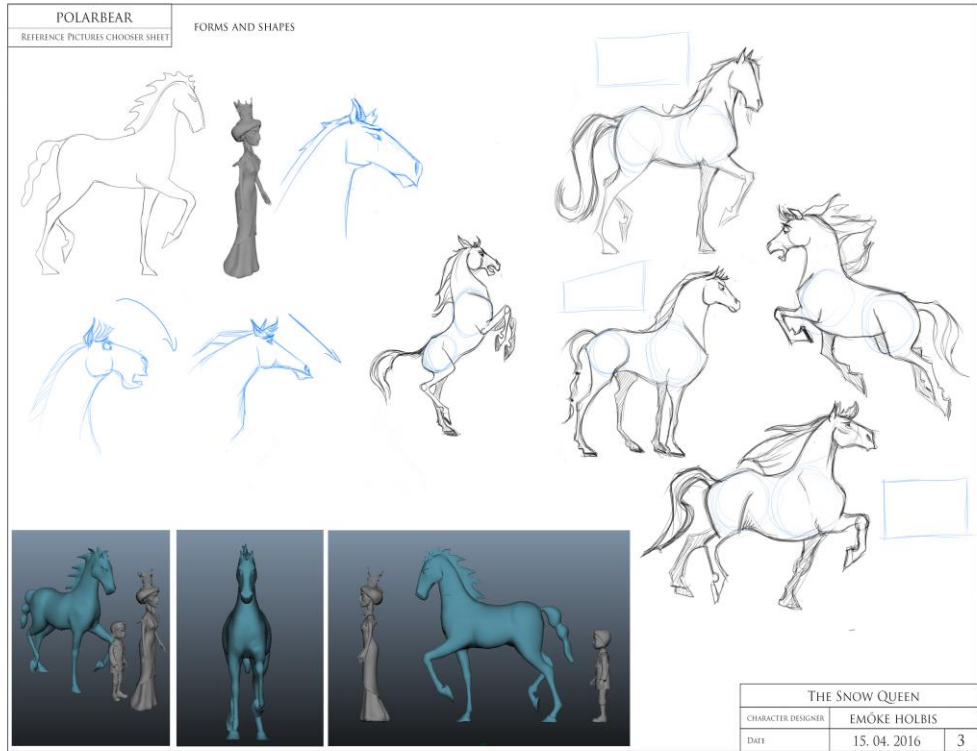 POLARBEAR
REFERENCE PICTURES CHOOSER SHEET
FORMS AND SHAPES
THE SNOW QUEEN
CHARACTER DESIGNER EMŐKE HOLBIS
DATE 15. 04. 2016 3